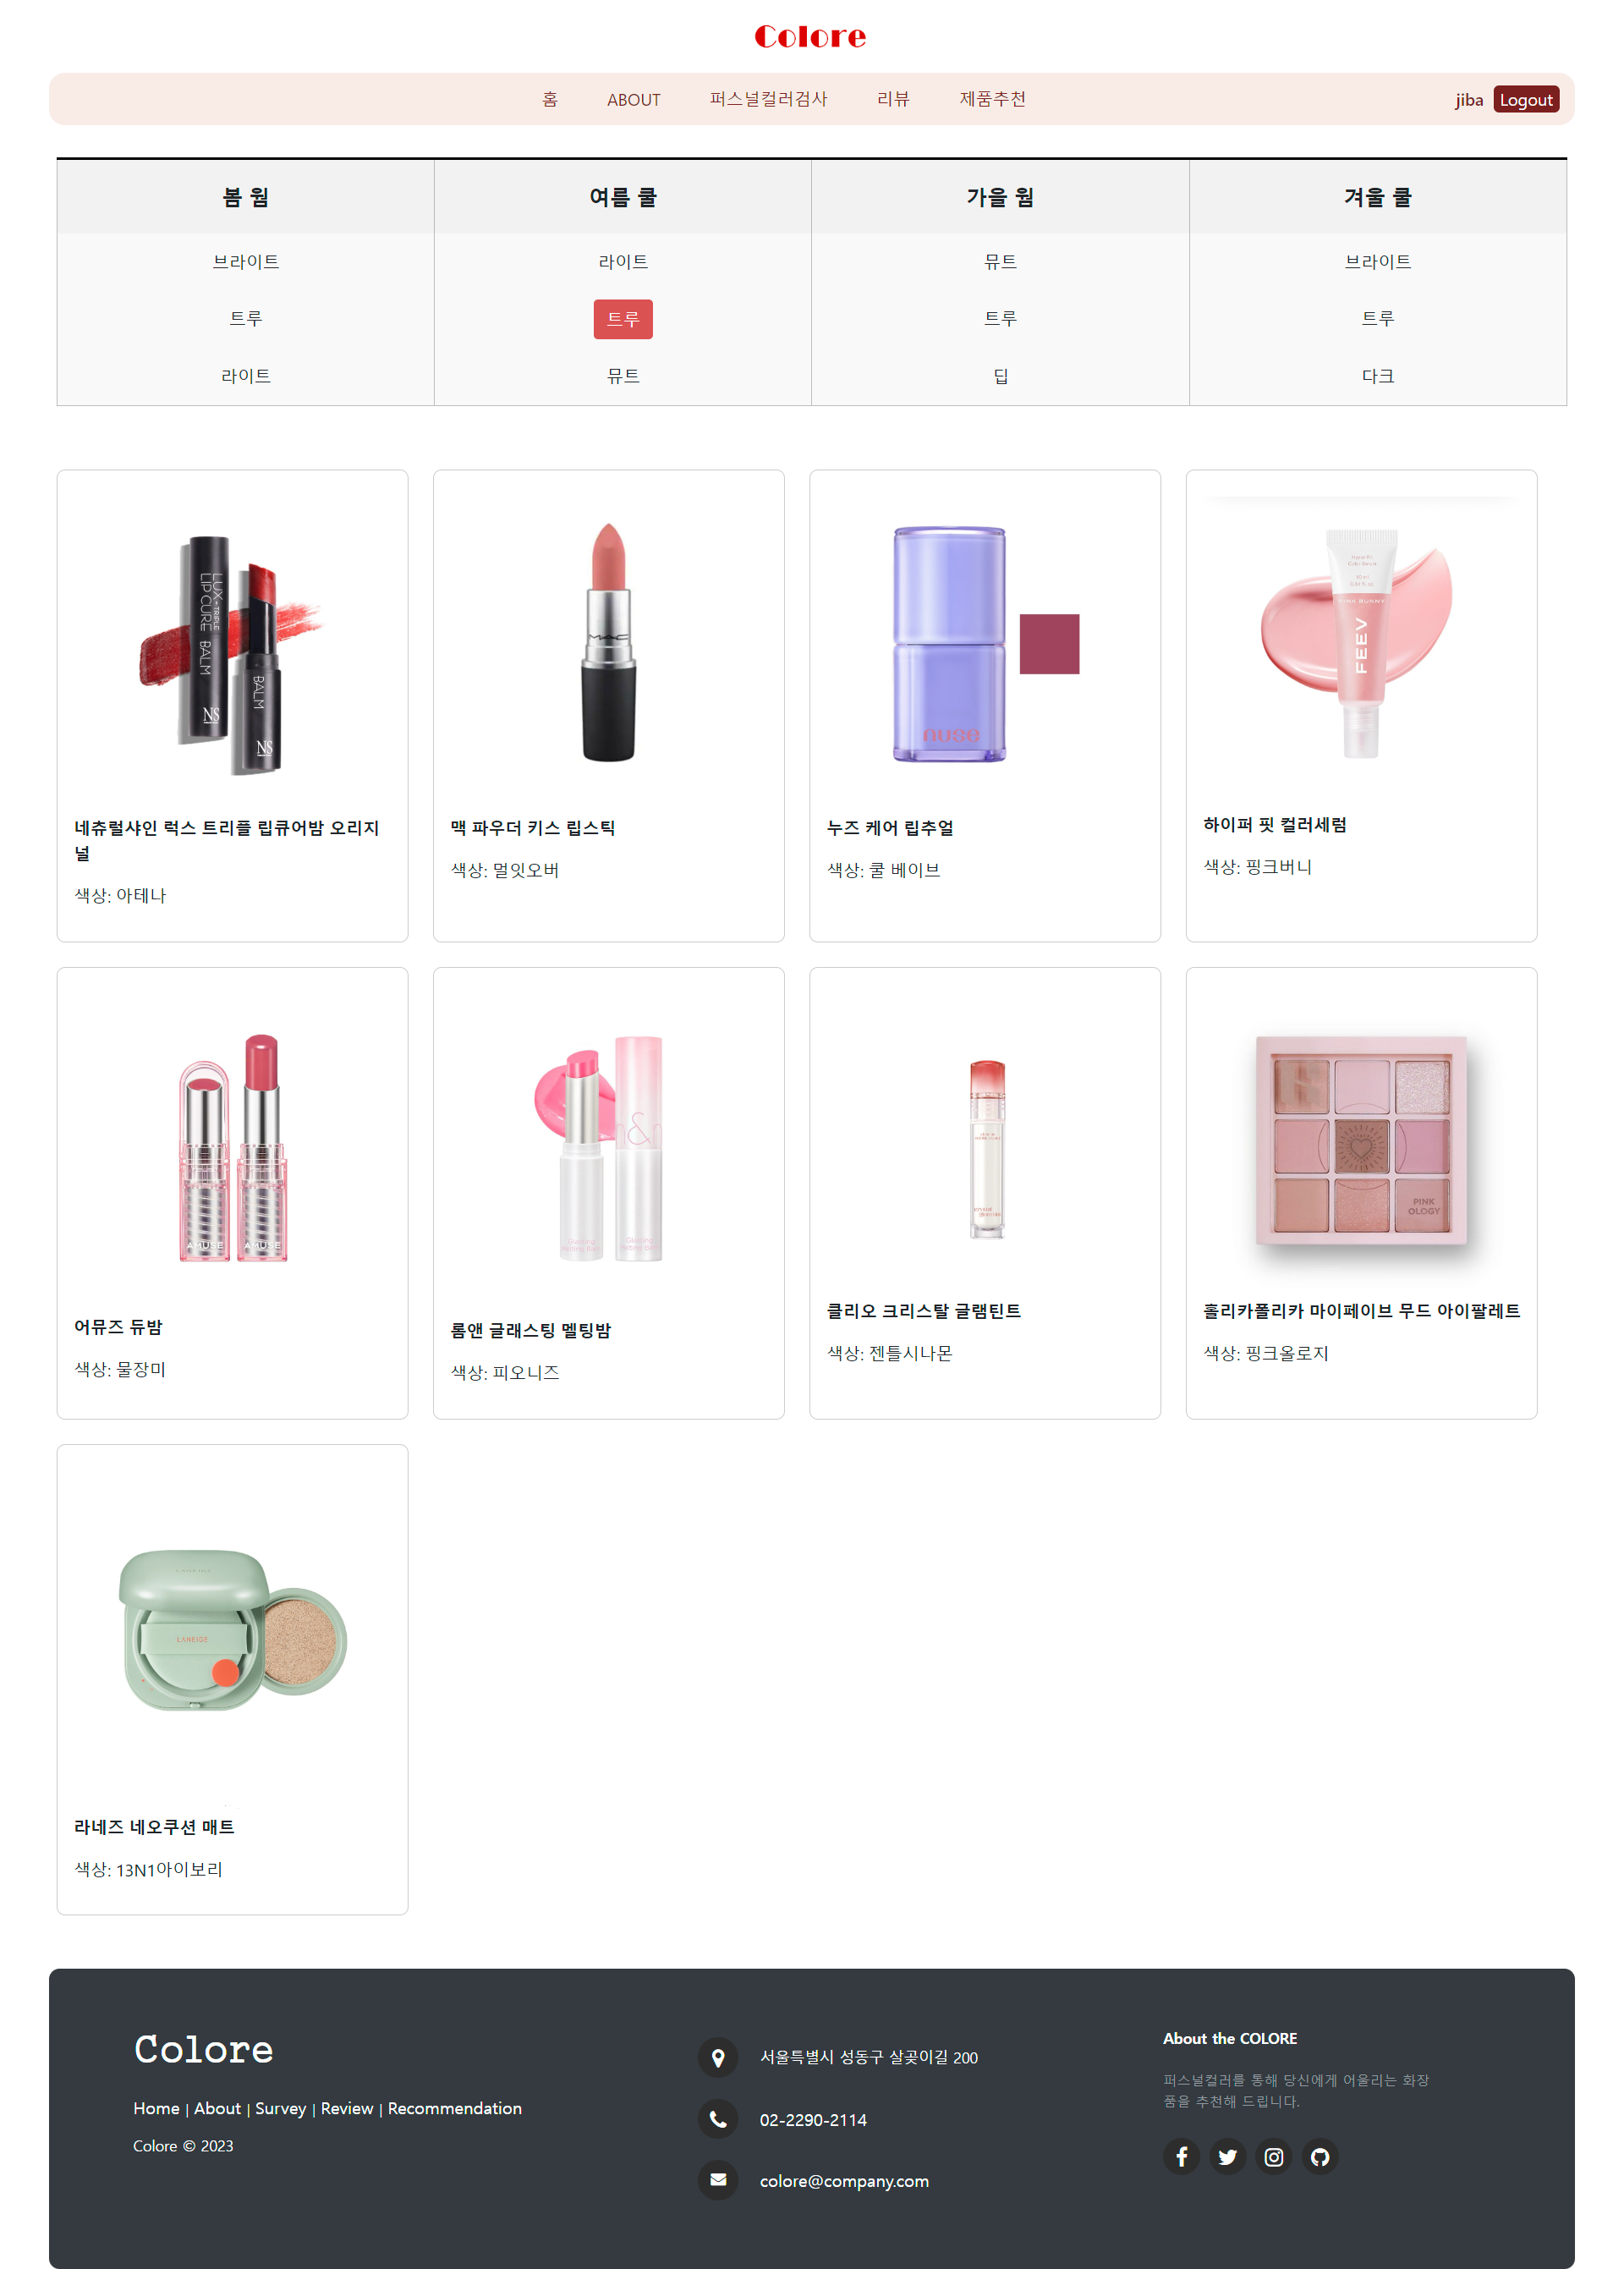 Colore
홈 ABOUT 퍼스널컬러검사 리뷰 제품추천 jiba Logout
봄 웜 여름 쿨 가을 웜 겨울 쿨
브라이트 라이트 뮤트 브라이트
트루 트루 트루 트루
라이트 뮤트 딥 다크
LUX-TRIPLE
LIP CURE BALM
NS
BALM
NS
MAC
nuse
PINK BUNNY
FEEV
네츄럴샤인 럭스 트리플 립큐어밤 오리지
널
색상: 아테나
맥 파우더 키스 립스틱
색상: 멀잇오버
누즈 케어 립추얼
색상: 쿨 베이브
하이퍼 핏 컬러세럼
색상: 핑크버니
AMUSE AMUSE
n&n
Glasting
Melting Balm
Glasting
Melting Balm
PINK
OLOGY
어뮤즈 듀밤
색상: 물장미
롬앤 글래스팅 멜팅밤
색상: 피오니즈
클리오 크리스탈 글램틴트
색상: 젠틀시나몬
홀리카폴리카 마이페이브 무드 아이팔레트
색상: 핑크올로지
LANEIGE
라네즈 네오쿠션 매트
색상: 13N1아이보리
Colore
Home | About | Survey | Review | Recommendation
Colore © 2023
서울특별시 성동구 살곶이길 200
02-2290-2114
colore@company.com
About the COLORE
퍼스널컬러를 통해 당신에게 어울리는 화장
품을 추천해 드립니다.